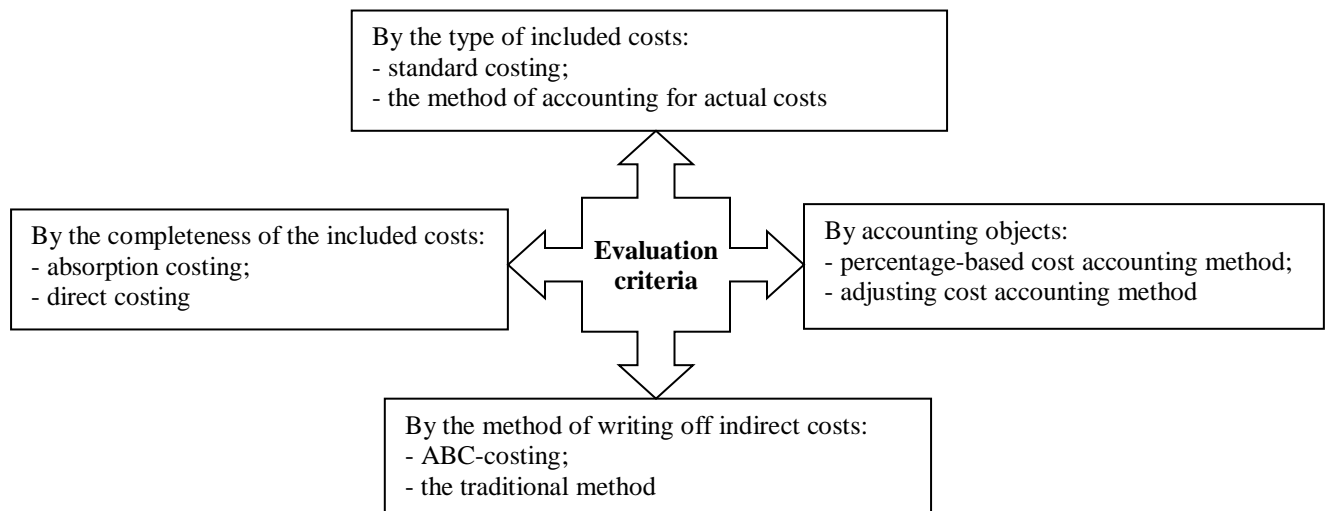 By the type of included costs:
- standard costing;
- the method of accounting for actual costs
By the completeness of the included costs:
- absorption costing;
- direct costing
Evaluation
criteria
By accounting objects:
- percentage-based cost accounting method;
- adjusting cost accounting method
By the method of writing off indirect costs:
- ABC-costing;
- the traditional method